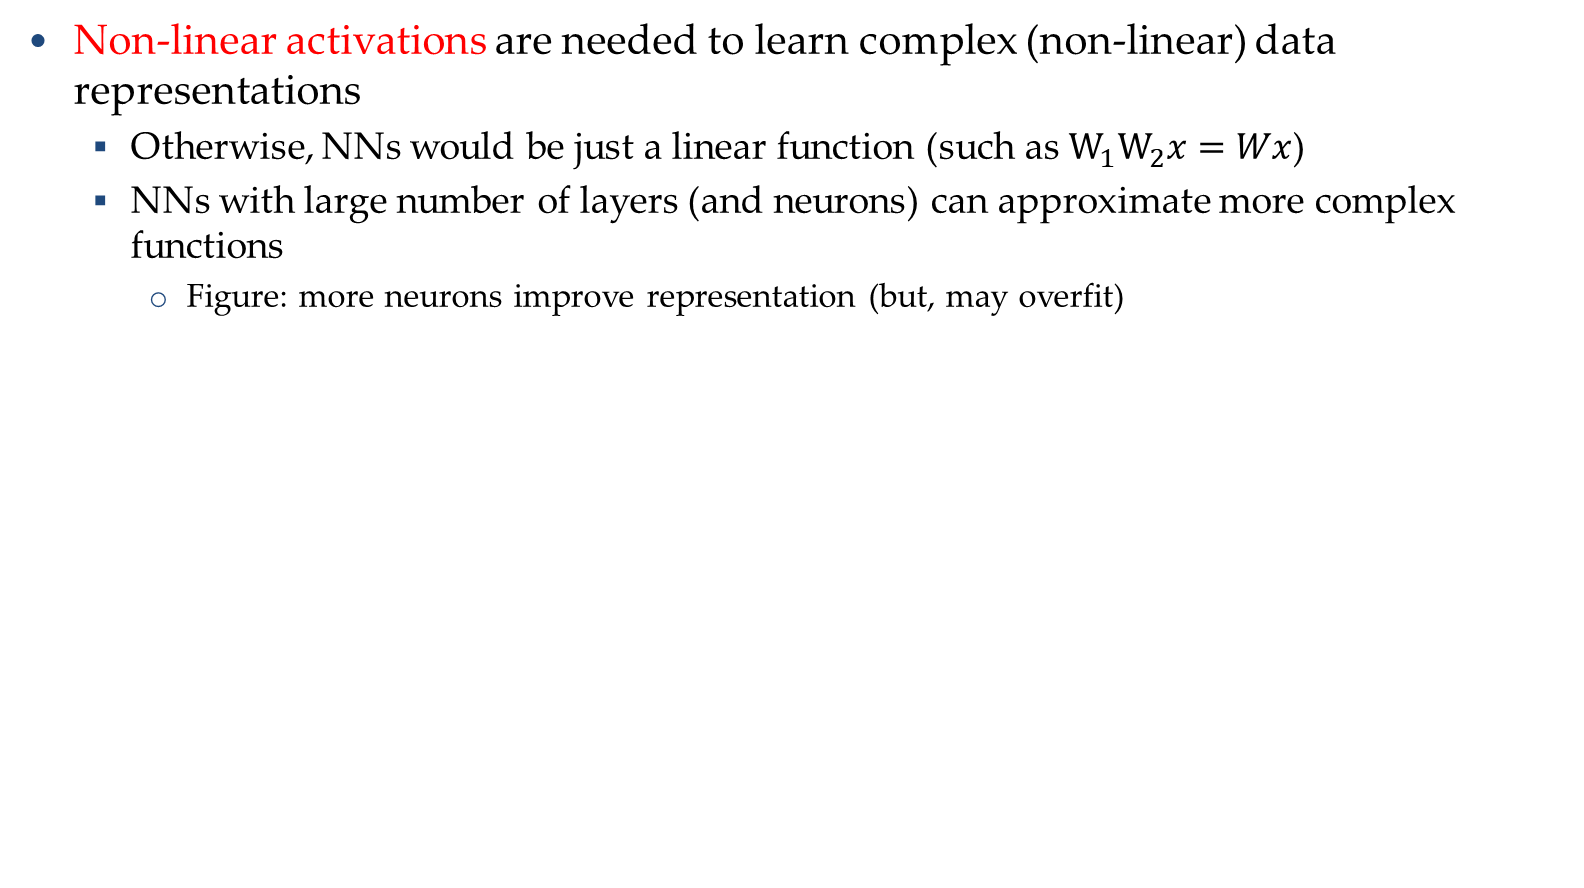 • Non-linear activations are needed to learn complex (non-linear) data
representations
▪ Otherwise, NNs would be just a linear function (such as W₁W₂𝑥 = 𝑊𝑥)
▪ NNs with large number of layers (and neurons) can approximate more complex
functions
o Figure: more neurons improve representation (but, may overfit)